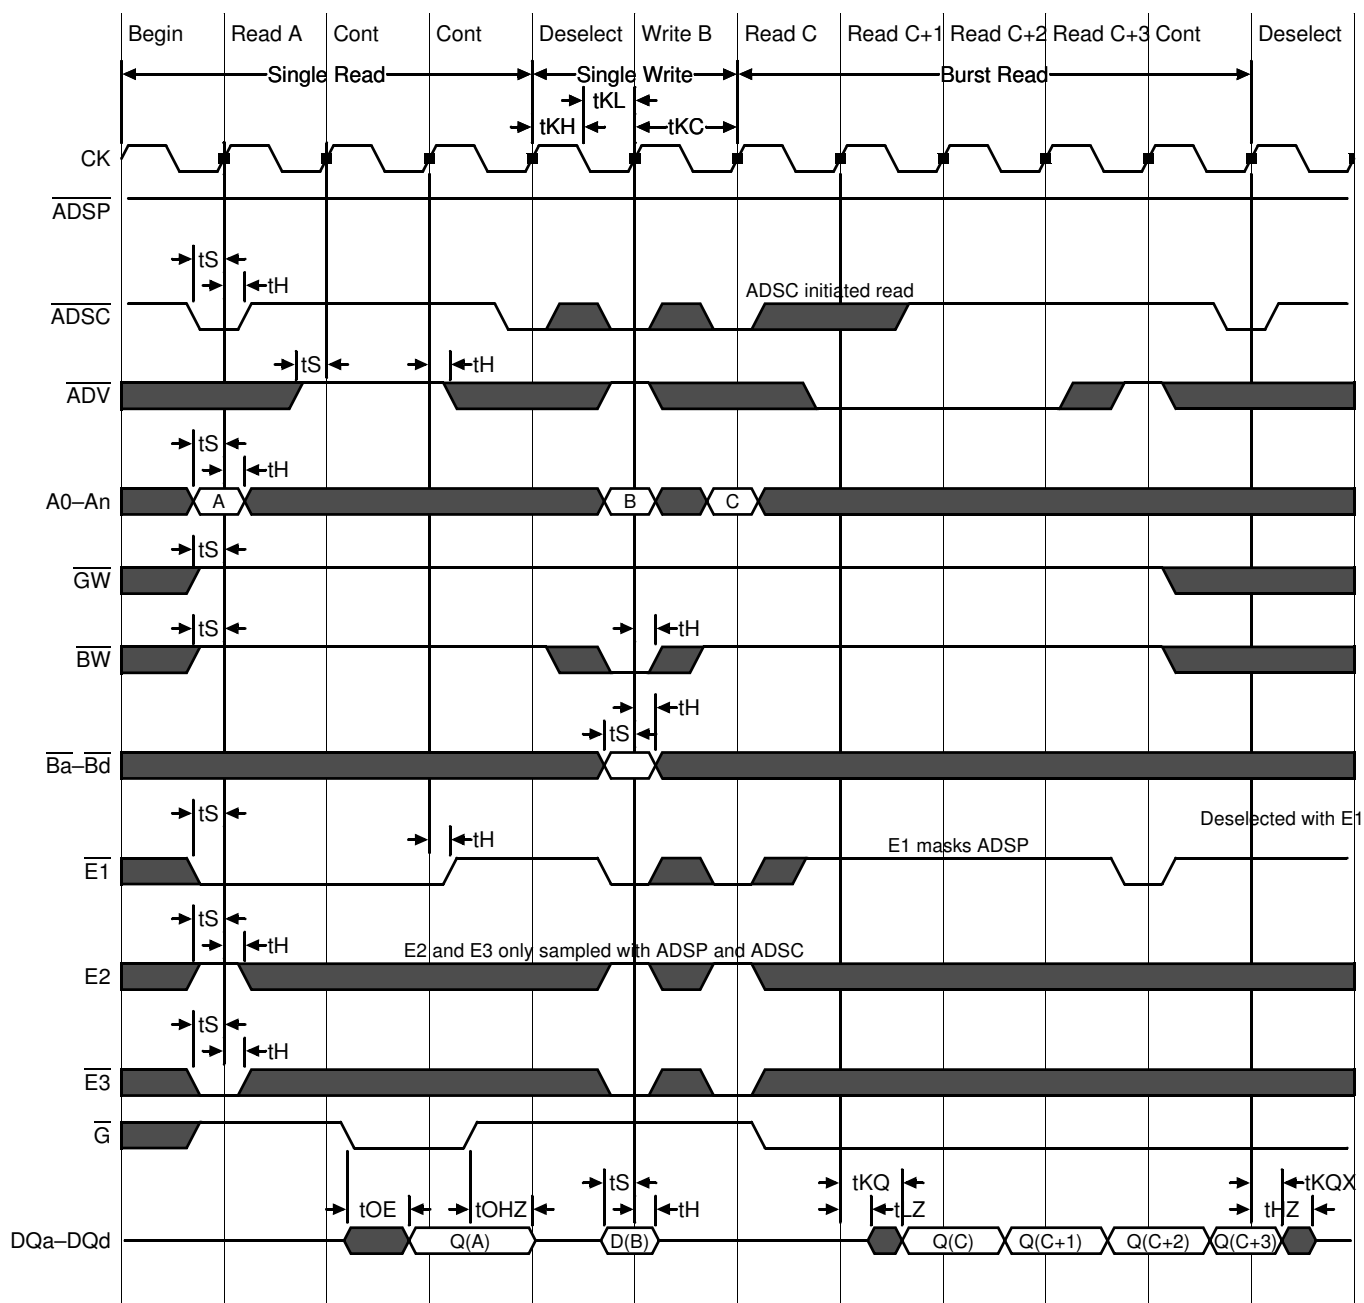 Begin Read A Cont Cont Deselect Write B Read C Read C+1 Read C+2 Read C+3 Cont Deselect
Single Read Single Write Burst Read
tKL
tKH tKC
CK
ADSP
tS
tH
ADSC initiated read
ADSC
tS tH
ADV
tS
tH
A0–An A B C
tS
GW
tS tH
BW
tH
tS
Ba–Bd
tS
Deselected with E1
tH
E1 masks ADSP
E1
tS
tH
E2 and E3 only sampled with ADSP and ADSC
E2
tS
tH
E3
G
tS tKQ tKQX
tOE tOHZ tH tLZ tHZ
DQa–DQd Q(A) D(B) Q(C) Q(C+1) Q(C+2) Q(C+3)